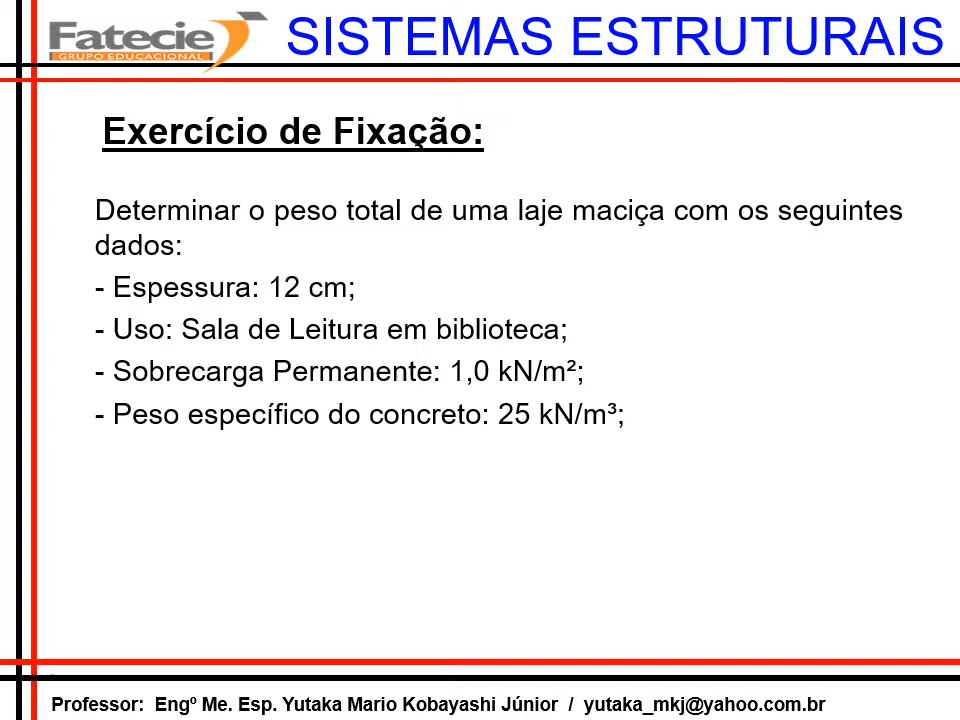 Fatecie
GRUPO EDUCACIONAL
SISTEMAS ESTRUTURAIS
Exercício de Fixação:
Determinar o peso total de uma laje maciça com os seguintes
dados:
- Espessura: 12 cm;
- Uso: Sala de Leitura em biblioteca;
- Sobrecarga Permanente: 1,0 kN/m²;
- Peso específico do concreto: 25 kN/m³;
Professor: Engº Me. Esp. Yutaka Mario Kobayashi Júnior / yutaka_mkj@yahoo.com.br